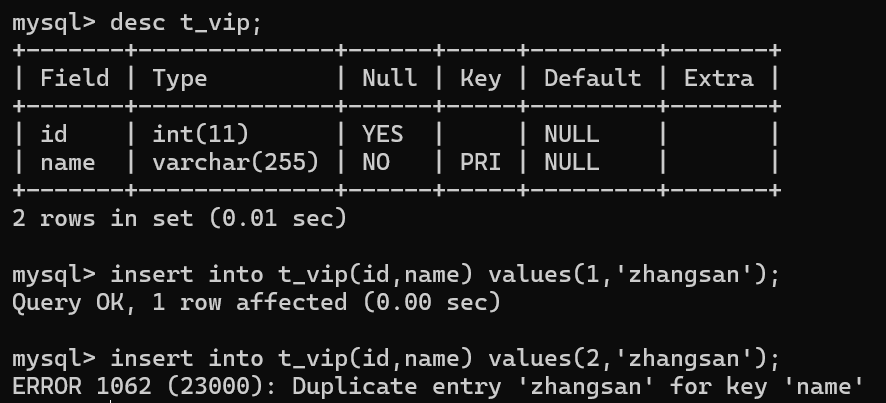 mysql> desc t_vip;
+-------+--------------+------+-----+---------+-------+
| Field | Type         | Null | Key | Default | Extra |
+-------+--------------+------+-----+---------+-------+
| id    | int(11)      | YES  |     | NULL    |       |
| name  | varchar(255) | NO   | PRI | NULL    |       |
+-------+--------------+------+-----+---------+-------+
2 rows in set (0.01 sec)
mysql> insert into t_vip(id,name) values(1,'zhangsan');
Query OK, 1 row affected (0.00 sec)
mysql> insert into t_vip(id,name) values(2,'zhangsan');
ERROR 1062 (23000): Duplicate entry 'zhangsan' for key 'name'